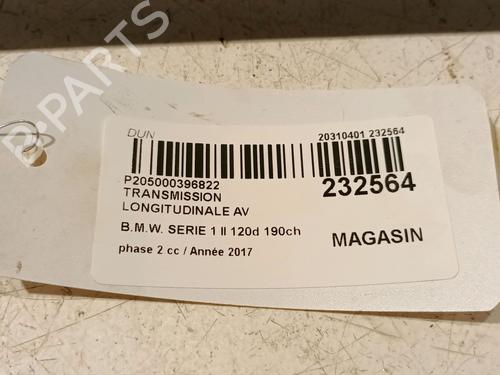 B PARTS
DUN
20310401 232564
P205000396822
232564
TRANSMISSION
LONGITUDINALE AV
B.M.W. SERIE 1 II 120d 190ch
MAGASIN
phase 2 cc / Année 2017